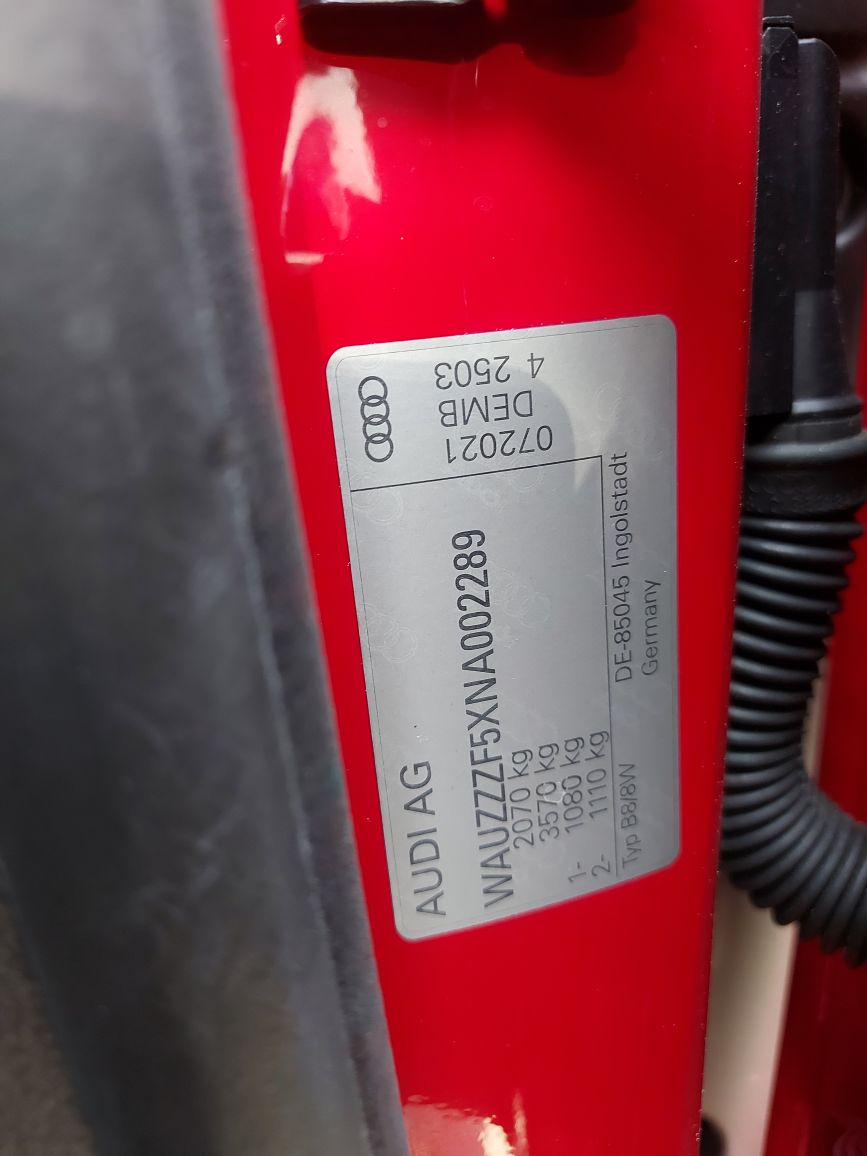 AUDI AG
WAUZZZF5XNA002289
2070 kg
3570 kg
1- 1080 kg
2- 1110 kg
Typ B8/8W
DE-85045 Ingolstadt
Germany
072021
DEMB
4 2503